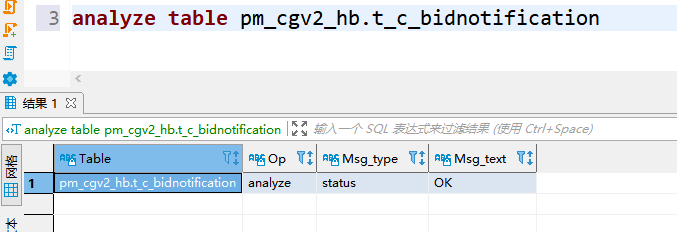 3 analyze table pm_cgv2_hb.t_c_bidnotification
结果 1
analyze table pm_cgv2_hb.t_c_bidnotification 输入一个 SQL 表达式来过滤结果 (使用 Ctrl+Space)
网格
Table Op Msg_type Msg_text
1 pm_cgv2_hb.t_c_bidnotification analyze status OK